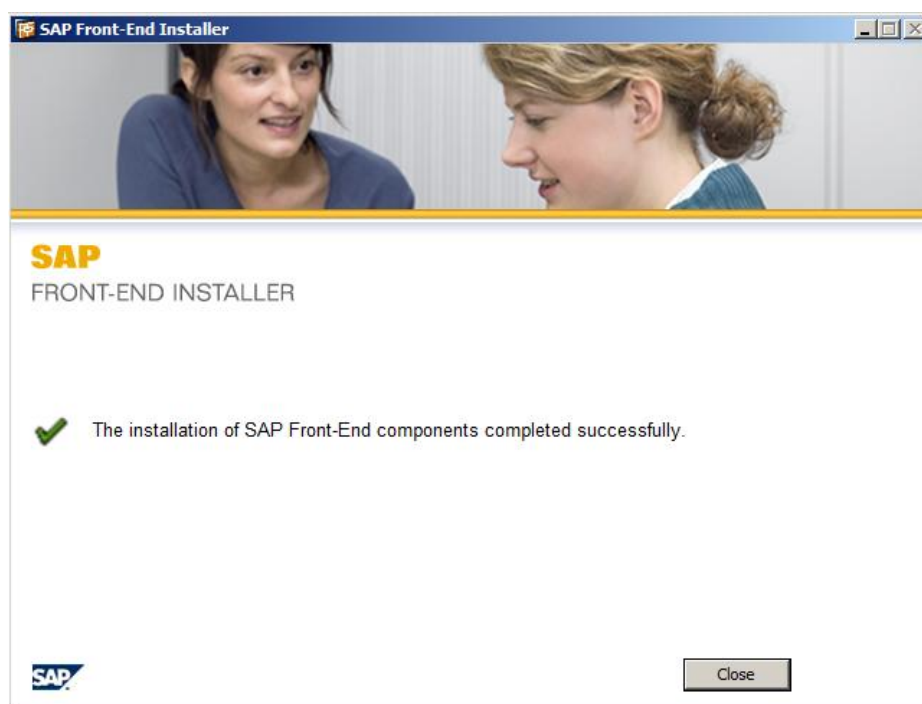 SAP Front-End Installer
SAP
FRONT-END INSTALLER
The installation of SAP Front-End components completed successfully.
SAP
Close